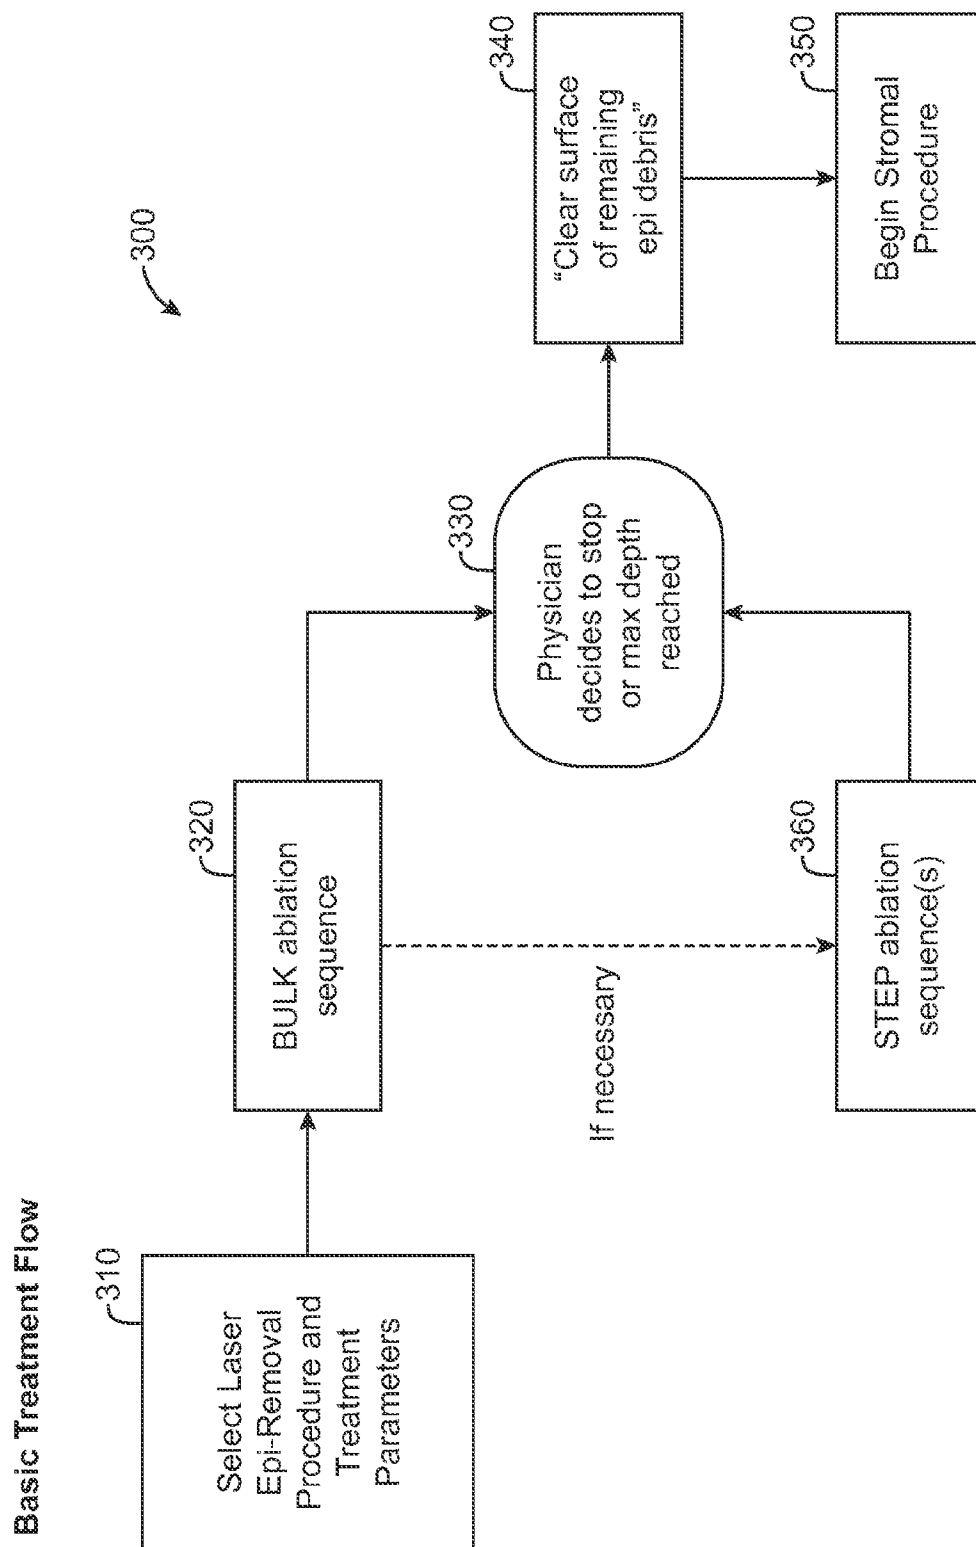 Basic Treatment Flow
300
310
Select Laser
Epi-Removal
Procedure and
Treatment
Parameters
320
BULK ablation
sequence
If necessary
360
STEP ablation
sequence(s)
330
Physician
decides to stop
or max depth
reached
340
“Clear surface
of remaining
epi debris”
350
Begin Stromal
Procedure